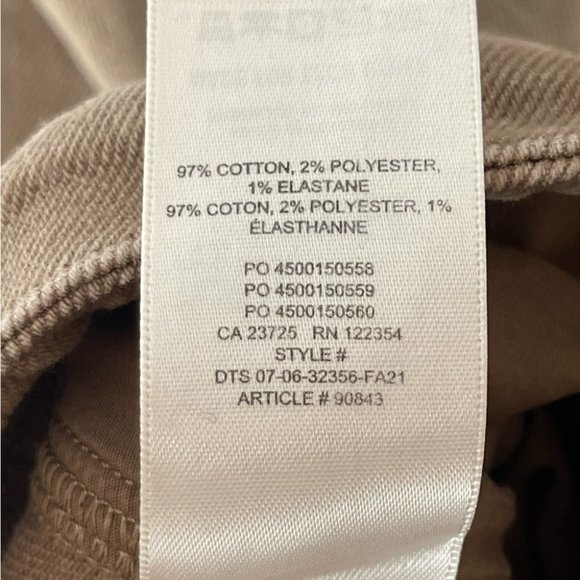 97% COTTON, 2% POLYESTER,
1% ELASTANE
97% COTON, 2% POLYESTER, 1%
ÉLASTHANNE
PO 4500150558
PO 4500150559
PO 4500150560
CA 23725 RN 122354
STYLE #
DTS 07-06-32356-FA21
ARTICLE # 90843